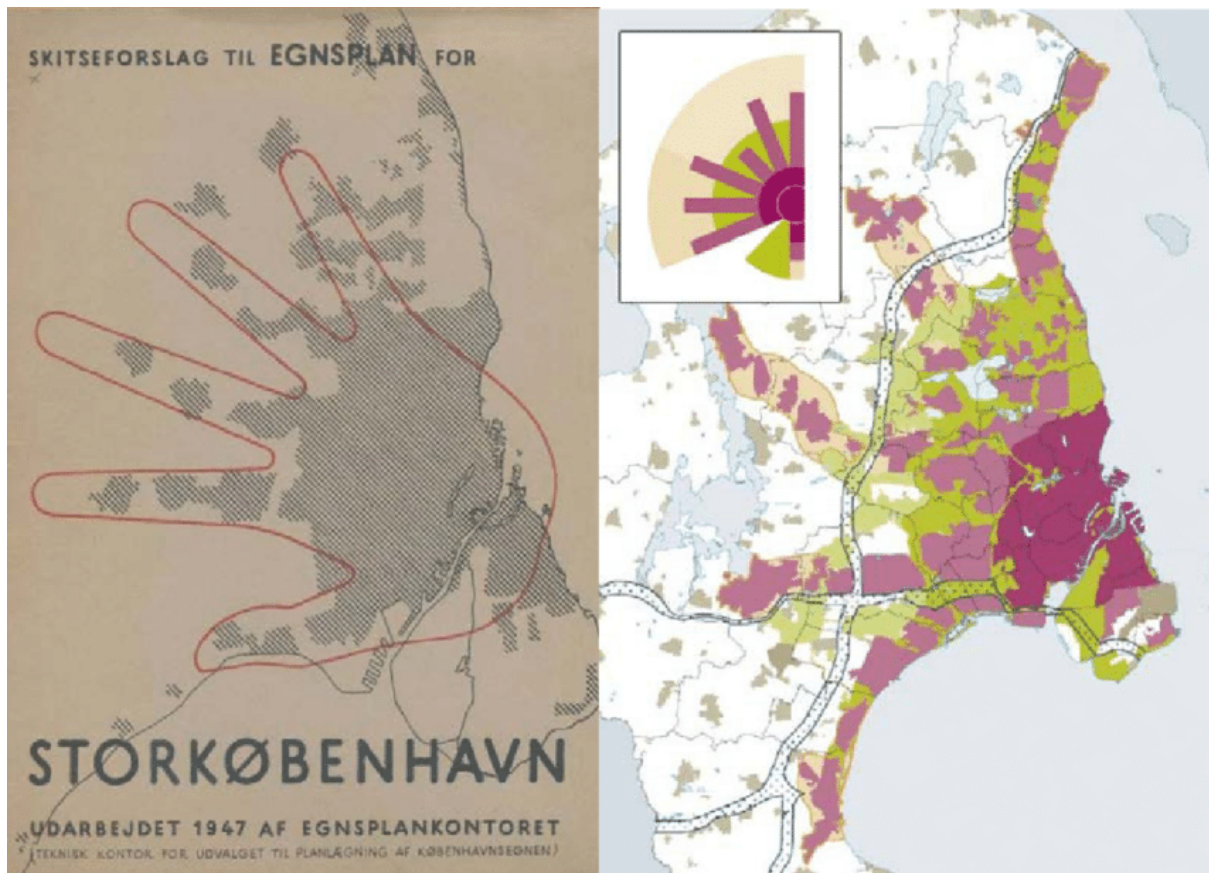 SKITSEFORSLAG TIL EGNSPLAN FOR
STORKØBENHAVN
UDARBEJDET 1947 AF EGNSPLANKONTORET
(TEKNISK KONTOR FOR UDVALGET TIL PLANLÆGNING AF KØBENHAVNSEGNEN)